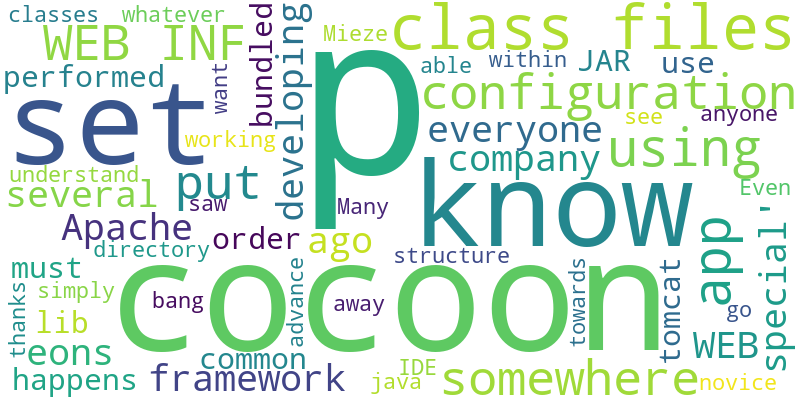 classes whatever
WEB INF
bundled
developing
Mieze
class files
performed
want
able
within
JAR
use
set
p
configuration
working
everyone
see
anyone
understand
several
put
saw
company
using
know
Many
Even
Apache
order
ago
directory
structure
app
special'
must
cocoon
towards
tomcat
thanks
simply
bang
advance
away
go
lib
eons
common
WEB
happens
framework
java
IDE
somewhere
novice